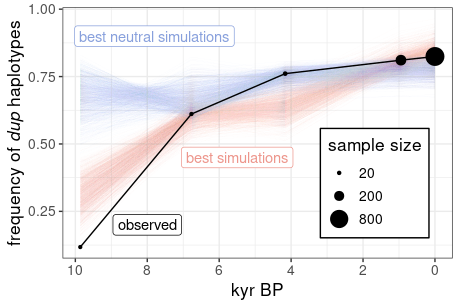 1.00
best neutral simulations
0.75
0.50
0.25
frequency of dup haplotypes
best simulations
observed
sample size
20
200
800
10
8
6
4
2
0
kyr BP